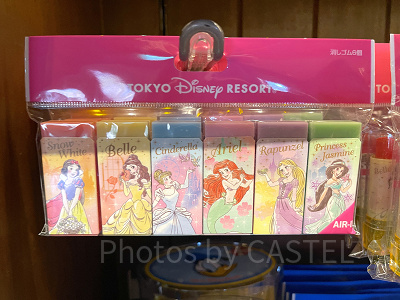 消しゴム6個
TOKYO Disney RESORT
Snow White
Belle
Cinderella
Ariel
Rapunzel
Princess Jasmine
AIR-I
Photos by CASTEL